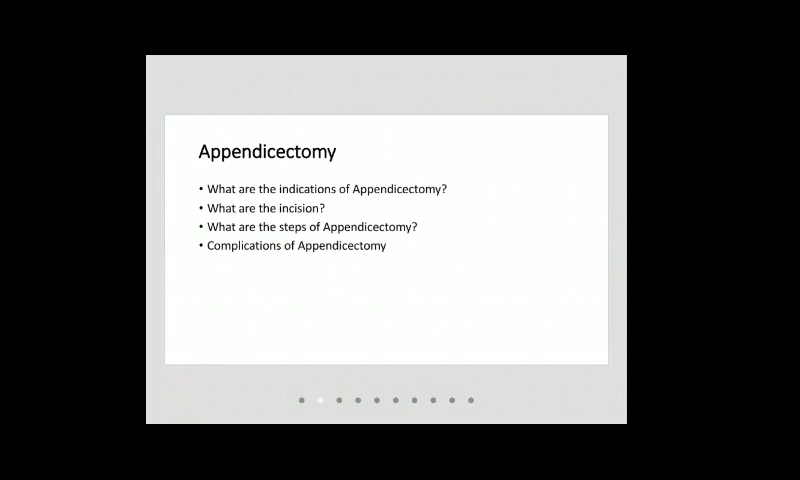 Appendicectomy
• What are the indications of Appendicectomy?
• What are the incision?
• What are the steps of Appendicectomy?
• Complications of Appendicectomy